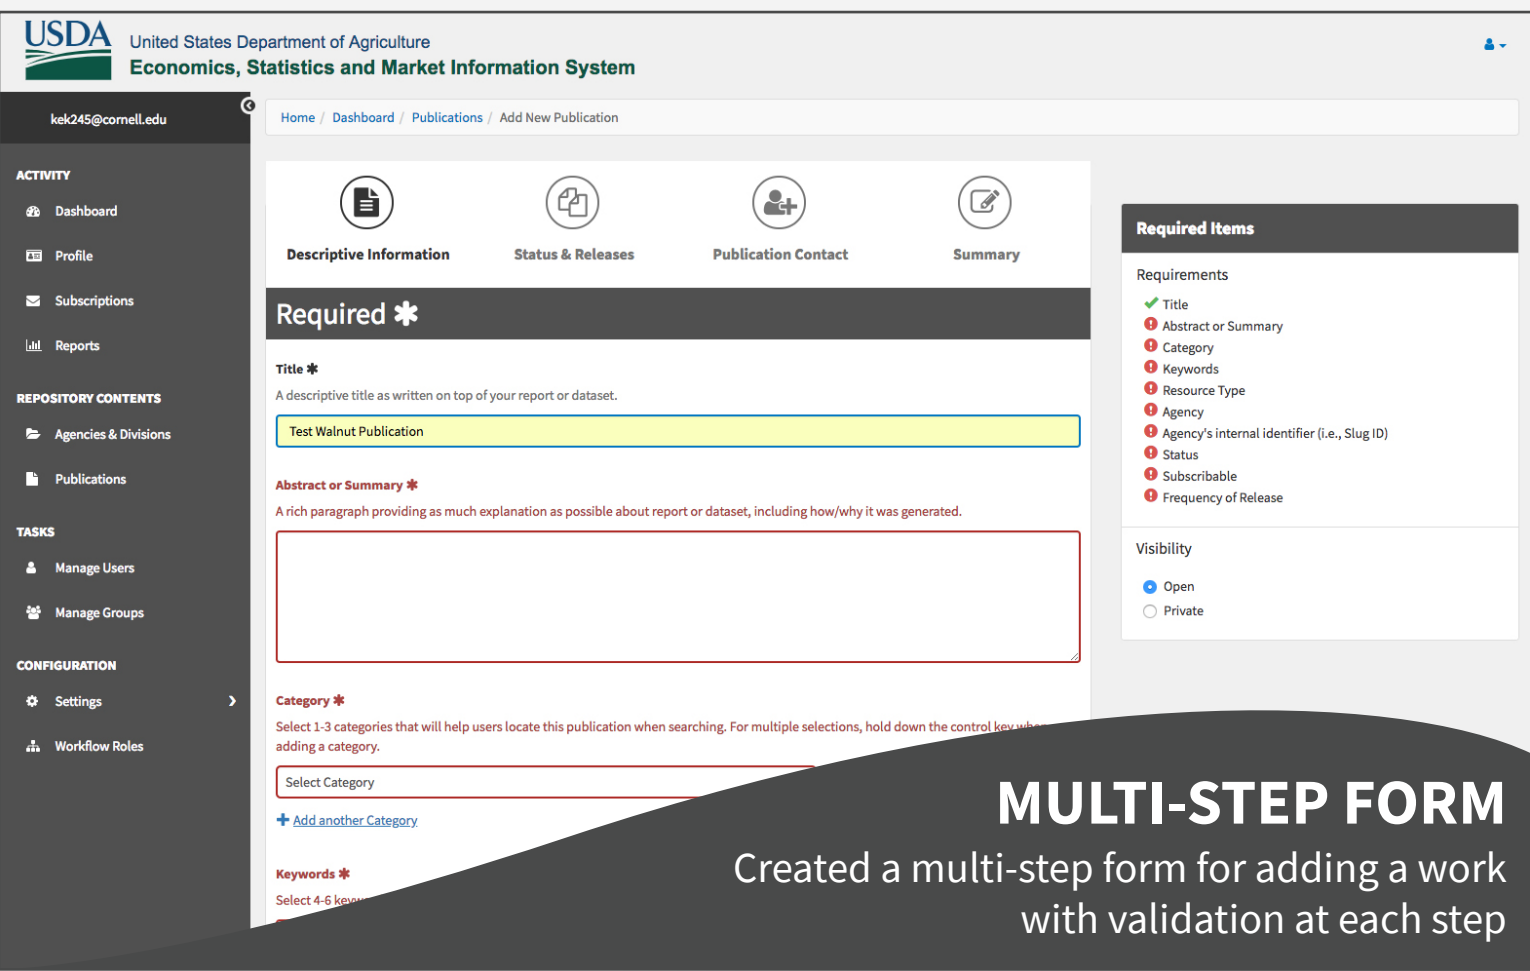 USDA
United States Department of Agriculture
Economics, Statistics and Market Information System
kek245@cornell.edu
Home / Dashboard / Publications / Add New Publication
ACTIVITY
Dashboard
Profile
Subscriptions
Reports
REPOSITORY CONTENTS
Agencies & Divisions
Publications
TASKS
Manage Users
Manage Groups
CONFIGURATION
Settings
Workflow Roles
Descriptive Information
Status & Releases
Publication Contact
Summary
Required ✱
Title ✱
A descriptive title as written on top of your report or dataset.
Test Walnut Publication
Abstract or Summary ✱
A rich paragraph providing as much explanation as possible about report or dataset, including how/why it was generated.
Category ✱
Select 1-3 categories that will help users locate this publication when searching. For multiple selections, hold down the control key when
adding a category.
Select Category
Add another Category
Keywords ✱
Select 4-6
Required Items
Requirements
Title
Abstract or Summary
Category
Keywords
Resource Type
Agency
Agency's internal identifier (i.e., Slug ID)
Status
Subscribable
Frequency of Release
Visibility
Open
Private
MULTI-STEP FORM
Created a multi-step form for adding a work
with validation at each step